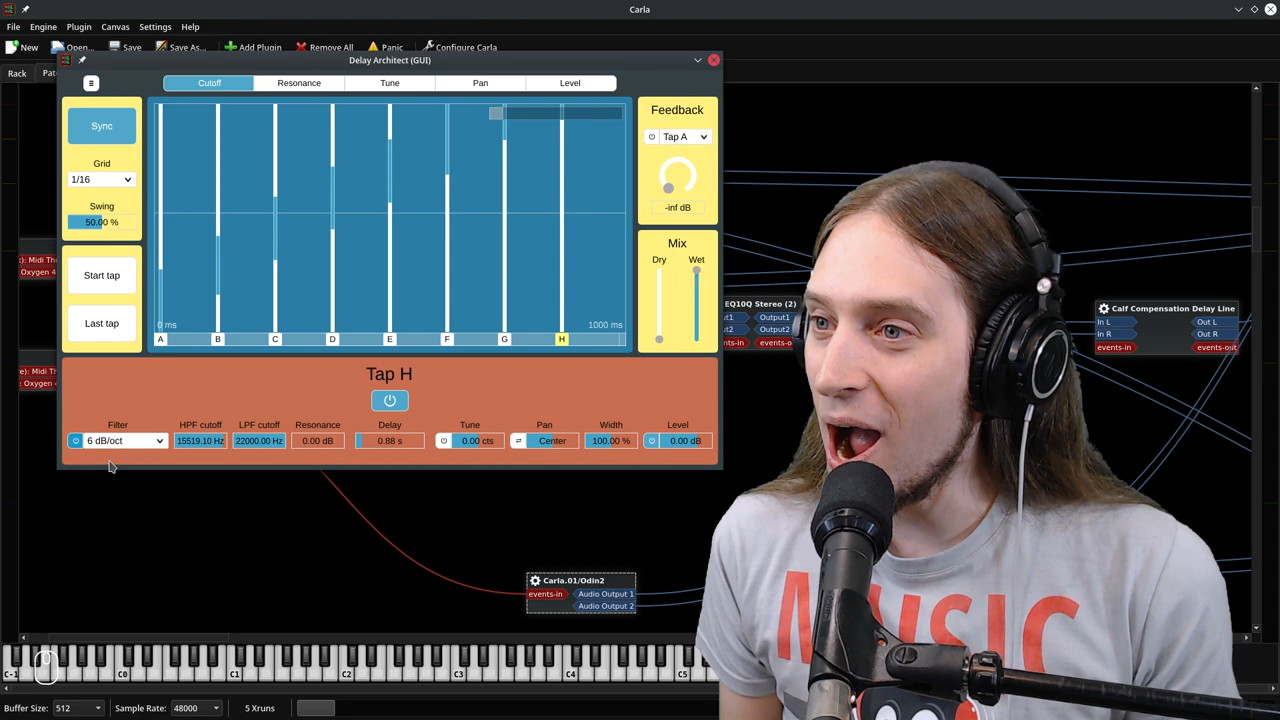 Carla
File Engine Plugin Canvas Settings Help
New Open... Save Save As... Add Plugin Remove All Panic Configure Carla
Rack
Delay Architect (GUI)
Cutoff Resonance Tune Pan Level
Sync
Grid
1/16
Swing
50.00 %
Start tap
Last tap
0 ms 1000 ms
A B C D E F G H
Feedback
Tap A
-inf dB
Mix
Dry Wet
Tap H
Filter HPF cutoff LPF cutoff Resonance Delay Tune Pan Width Level
6 dB/oct 15519.10 Hz 22000.00 Hz 0.00 dB 0.88 s 0.00 cts Center 100.00 % 0.00 dB
Oxygen 4
EQ10Q Stereo (2)
Output1
Output2
Calf Compensation Delay Line
In L Out L
In R Out R
events-in events-out
Carla.01/Odin2
events-in Audio Output 1
Audio Output 2
MUSIC
C-1 C0 C1 C2 C3 C4 C5
Buffer Size: 512 Sample Rate: 48000 5 Xruns